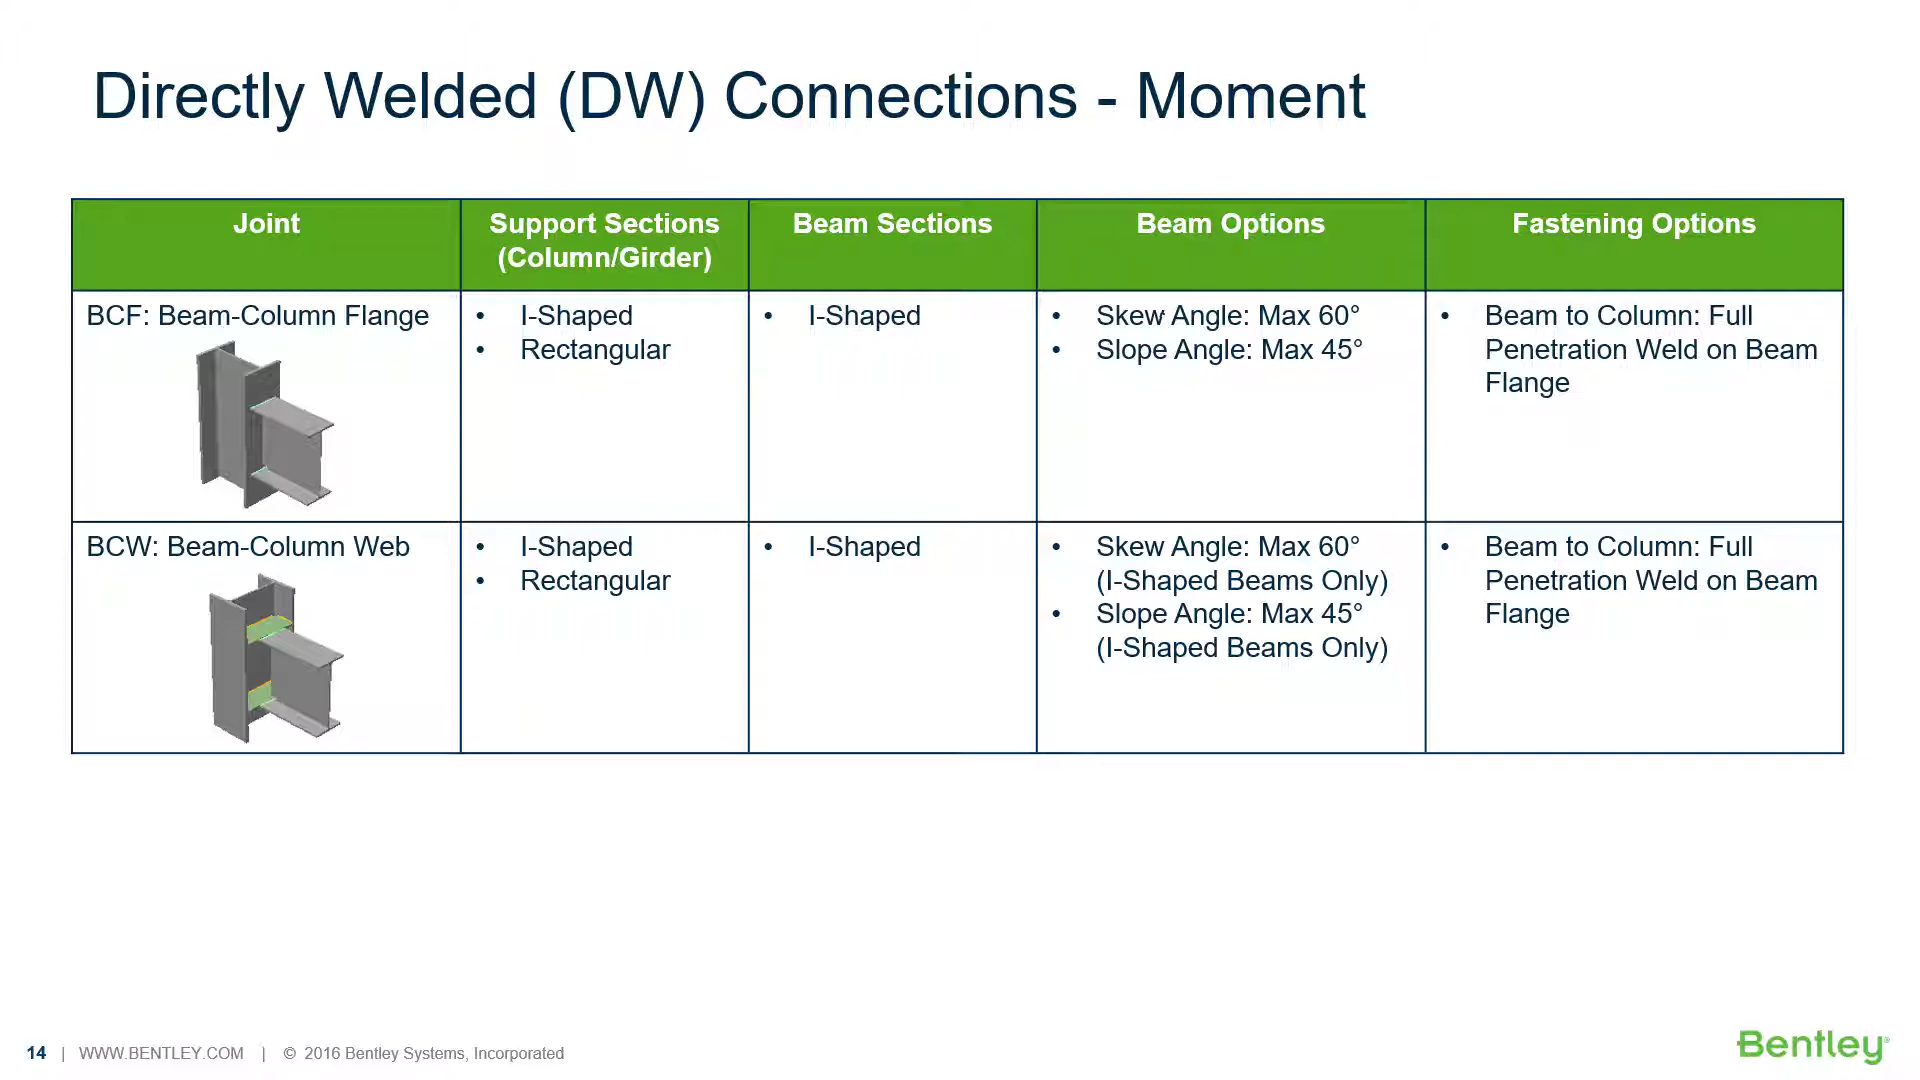 Directly Welded (DW) Connections - Moment
Joint
Support Sections
(Column/Girder)
Beam Sections
Beam Options
Fastening Options
BCF: Beam-Column Flange
• I-Shaped
• Rectangular
• I-Shaped
• Skew Angle: Max 60°
• Slope Angle: Max 45°
• Beam to Column: Full
Penetration Weld on Beam
Flange
BCW: Beam-Column Web
• I-Shaped
• Rectangular
• I-Shaped
• Skew Angle: Max 60°
(I-Shaped Beams Only)
• Slope Angle: Max 45°
(I-Shaped Beams Only)
• Beam to Column: Full
Penetration Weld on Beam
Flange
14 | WWW.BENTLEY.COM | © 2016 Bentley Systems, Incorporated
Bentley®